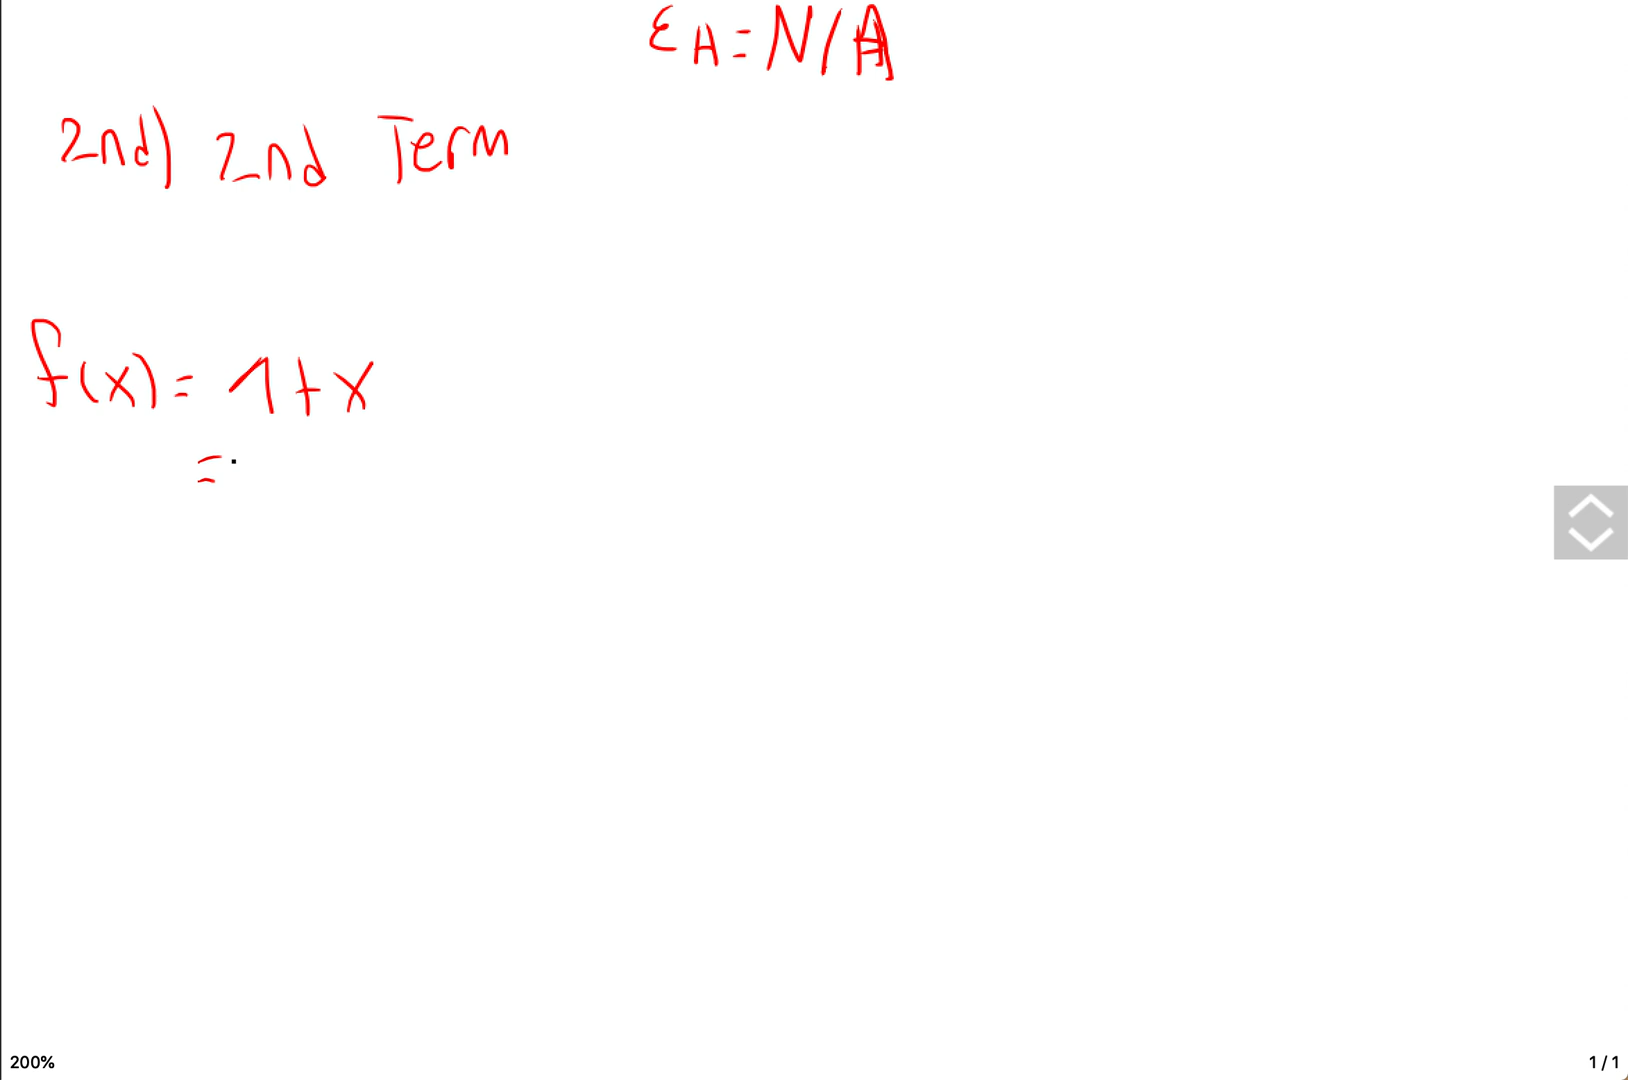 εA = N/A
2nd) 2nd Term
f(x) = 1+x
=
200%
1/1